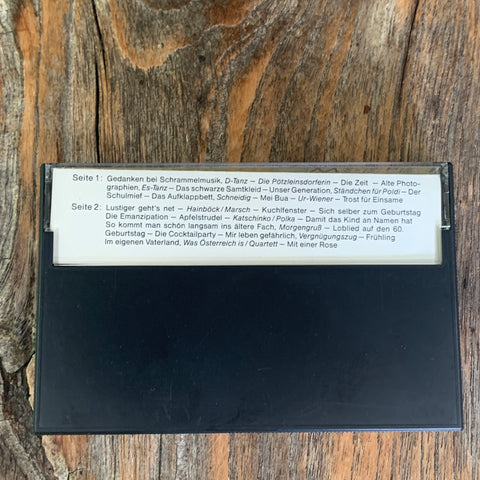 Seite 1: Gedanken bei Schrammelmusik, D-Tanz – Die Pötzleinsdorferin – Die Zeit – Alte Photo-
graphien, Es-Tanz – Das schwarze Samtkleid – Unser Generation, Ständchen für Poldi – Der
Schulmief – Das Aufklappbett, Schneidig – Mei Bua – Ur-Wiener – Trost für Einsame
Seite 2: Lustiger geht's net – Hainböck/Marsch – Kuchlfenster – Sich selber zum Geburtstag
Die Emanzipation – Apfelstrudel – Katschinko/Polka – Damit das Kind an Namen hat
So kommt man schön langsam ins ältere Fach, Morgengruß – Loblied auf den 60.
Geburtstag – Die Cocktailparty – Mir leben gefährlich, Vergnügungszug – Frühling
Im eigenen Vaterland, Was Österreich is/Quartett – Mit einer Rose